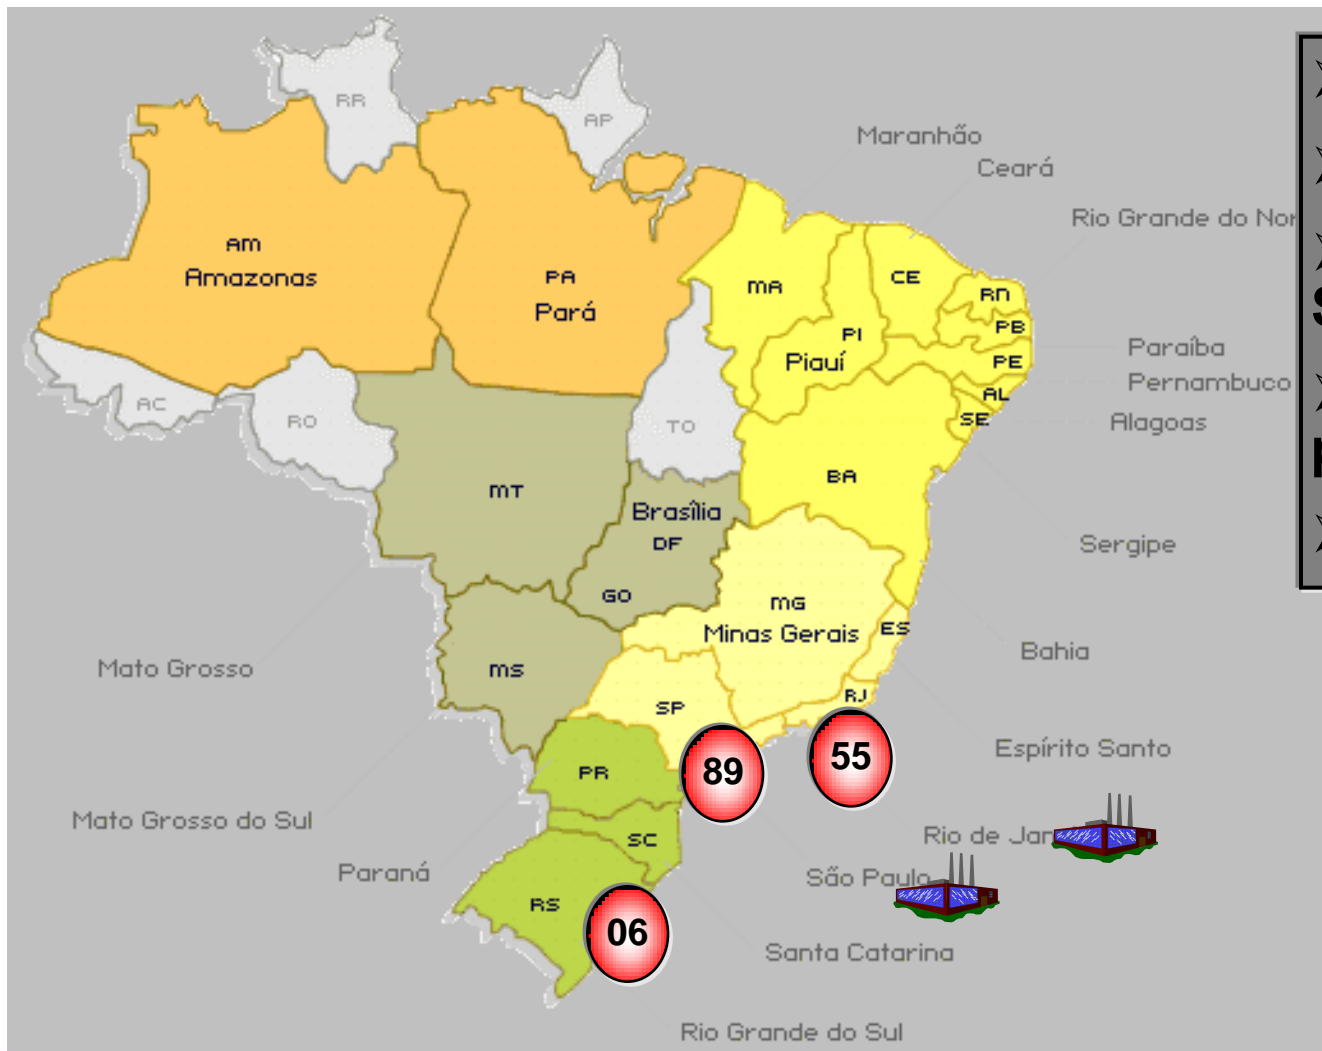 RR
AP
Maranhão
Ceará
Rio Grande do Nor
AM
Amazonas
PA
Pará
MA
CE
RN
PI
Piauí
PB
PE
Paraíba
Pernambuco
AL
SE
Alagoas
AC
RO
TO
BA
MT
Brasília
DF
GO
Sergipe
MG
Minas Gerais
ES
Bahia
Mato Grosso
MS
SP
RJ
Espírito Santo
89
55
PR
Mato Grosso do Sul
SC
Rio de Jan
Paraná
São Paulo
RS
06
Santa Catarina
Rio Grande do Sul